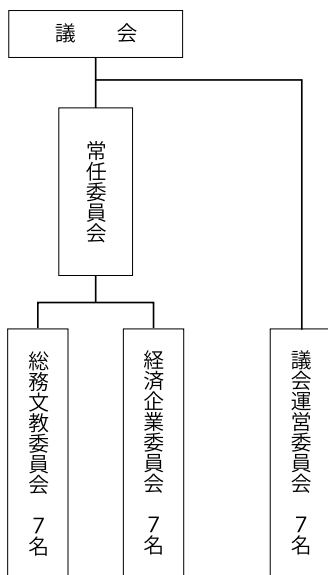 議　会
常任委員会
総務文教委員会　7名
経済企業委員会　7名
議会運営委員会　7名